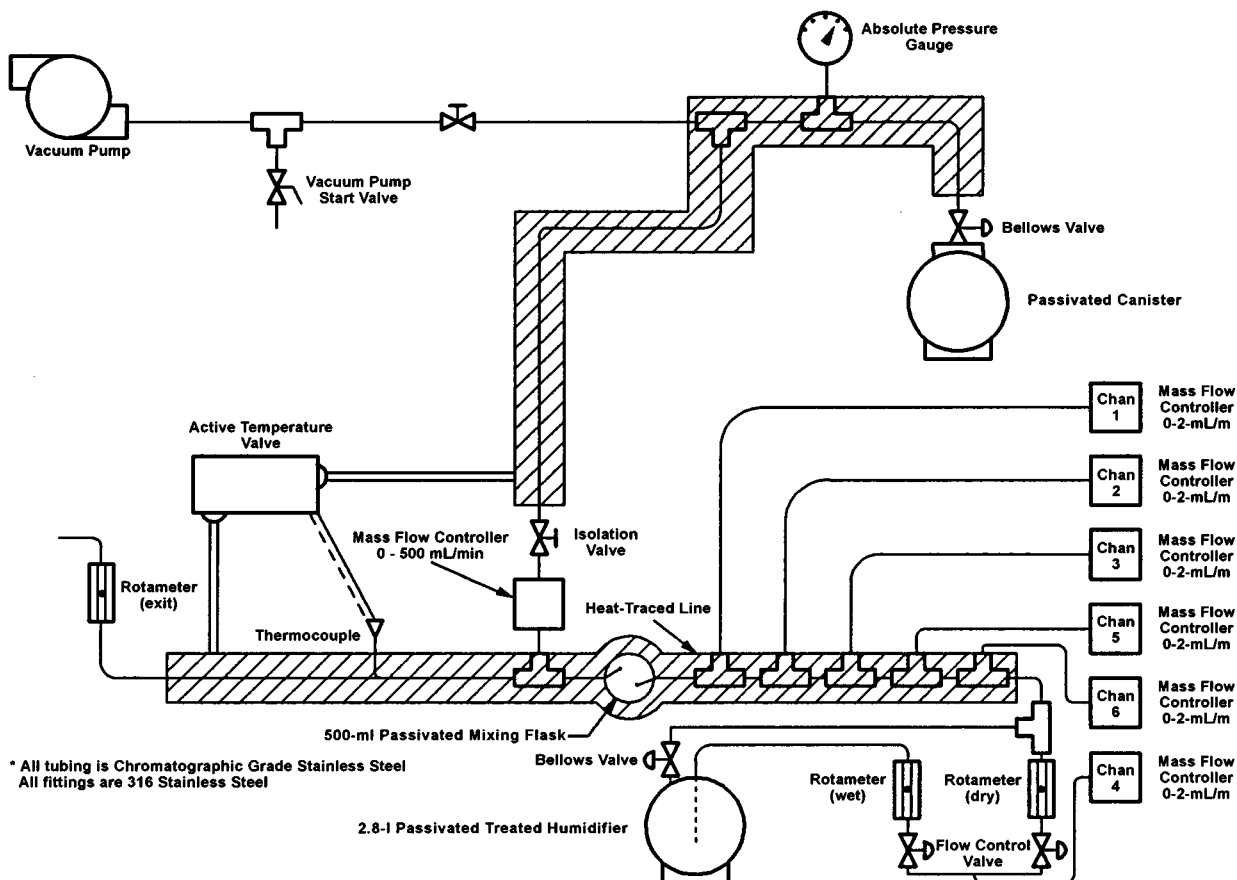 Absolute Pressure
Gauge
Vacuum Pump
Vacuum Pump
Start Valve
Bellows Valve
Passivated Canister
Chan
1
Mass Flow
Controller
0-2-mL/m
Active Temperature
Valve
Chan
2
Mass Flow
Controller
0-2-mL/m
Mass Flow Controller
0 - 500 mL/min
Isolation
Valve
Chan
3
Mass Flow
Controller
0-2-mL/m
Rotameter
(exit)
Heat-Traced Line
Thermocouple
Chan
5
Mass Flow
Controller
0-2-mL/m
Chan
6
Mass Flow
Controller
0-2-mL/m
500-ml Passivated Mixing Flask
* All tubing is Chromatographic Grade Stainless Steel
All fittings are 316 Stainless Steel
Bellows Valve
Rotameter
(wet)
Rotameter
(dry)
Chan
4
Mass Flow
Controller
0-2-mL/m
2.8-l Passivated Treated Humidifier
Flow Control
Valve